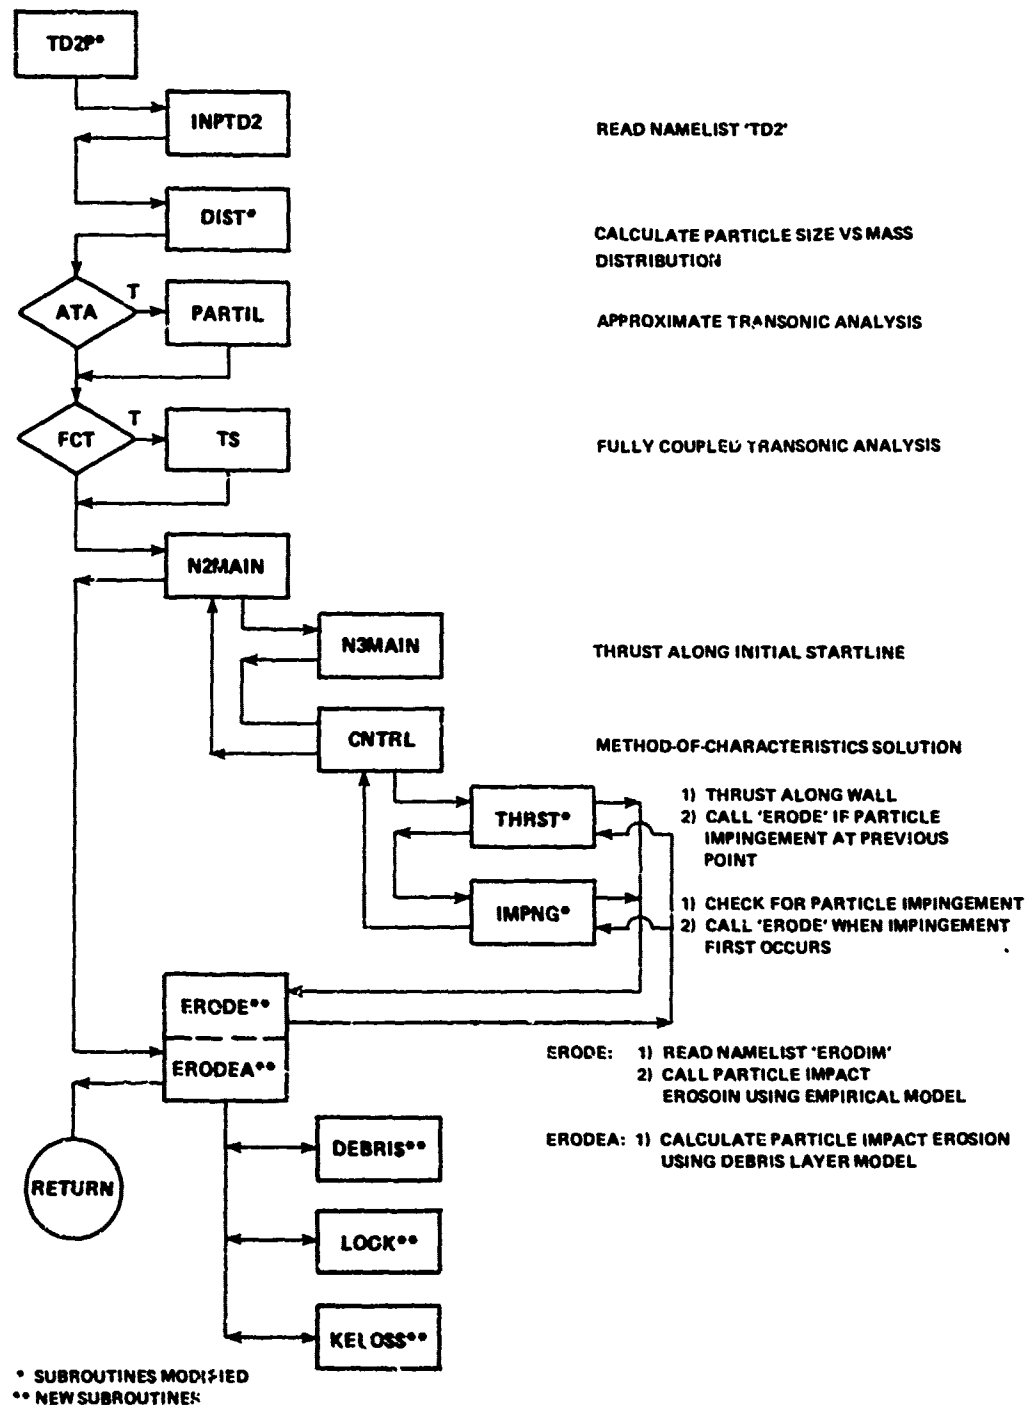 TD2P**
INPTD2
READ NAMELIST 'TD2'
DIST*
CALCULATE PARTICLE SIZE VS MASS
DISTRIBUTION
ATA
T
PARTIL
APPROXIMATE TRANSONIC ANALYSIS
FCT
T
TS
FULLY COUPLED TRANSONIC ANALYSIS
N2MAIN
N3MAIN
THRUST ALONG INITIAL STARTLINE
CNTRL
METHOD-OF-CHARACTERISTICS SOLUTION
THRST*
1) THRUST ALONG WALL
2) CALL 'ERODE' IF PARTICLE
IMPINGEMENT AT PREVIOUS
POINT
IMPNG*
1) CHECK FOR PARTICLE IMPINGEMENT
2) CALL 'ERODE' WHEN IMPINGEMENT
FIRST OCCURS
ERODE**
ERODEA**
ERODE: 1) READ NAMELIST 'ERODIM'
2) CALL PARTICLE IMPACT
EROSOIN USING EMPIRICAL MODEL
ERODEA: 1) CALCULATE PARTICLE IMPACT EROSION
USING DEBRIS LAYER MODEL
DEBRIS**
RETURN
LOCK**
KELOSS**
* SUBROUTINES MODIFIED
** NEW SUBROUTINES